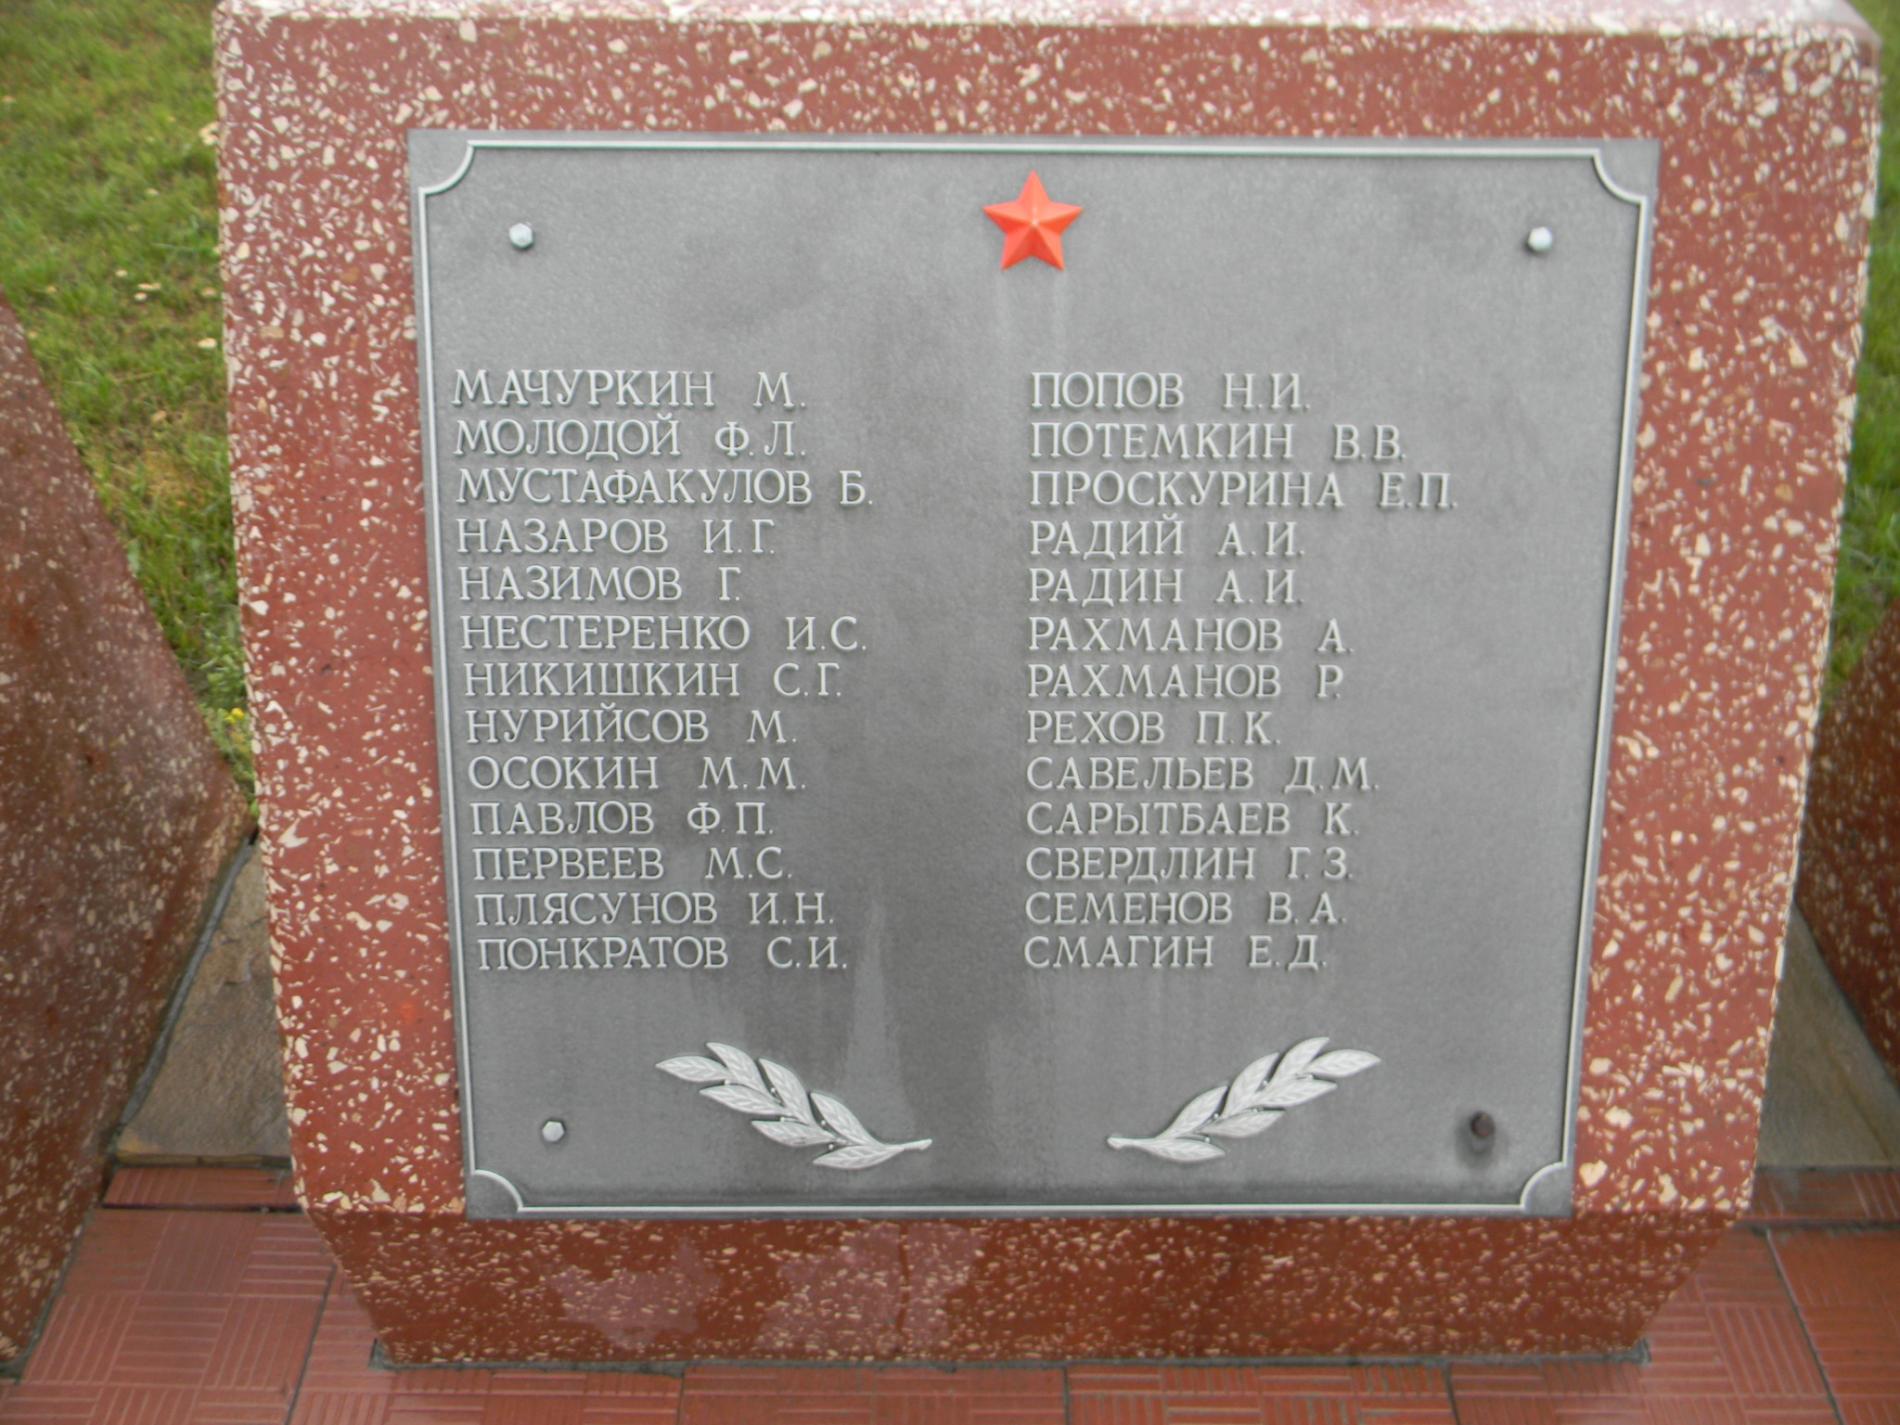 МАЧУРКИН М.
МОЛОДОЙ Ф.Л.
МУСТАФАКУЛОВ Б.
НАЗАРОВ И.Г.
НАЗИМОВ Г.
НЕСТЕРЕНКО И.С.
НИКИШКИН С.Г.
НУРИЙСОВ М.
ОСОКИН М.М.
ПАВЛОВ Ф.П.
ПЕРВЕЕВ М.С.
ПЛЯСУНОВ И.Н.
ПОНКРАТОВ С.И.
ПОПОВ Н.И.
ПОТЕМКИН В.В.
ПРОСКУРИНА Е.П.
РАДИЙ А.И.
РАДИН А.И.
РАХМАНОВ А.
РАХМАНОВ Р.
РЕХОВ П.К.
САВЕЛЬЕВ Д.М.
САРЫТБАЕВ К.
СВЕРДЛИН Г.З.
СЕМЕНОВ В.А.
СМАГИН Е.Д.